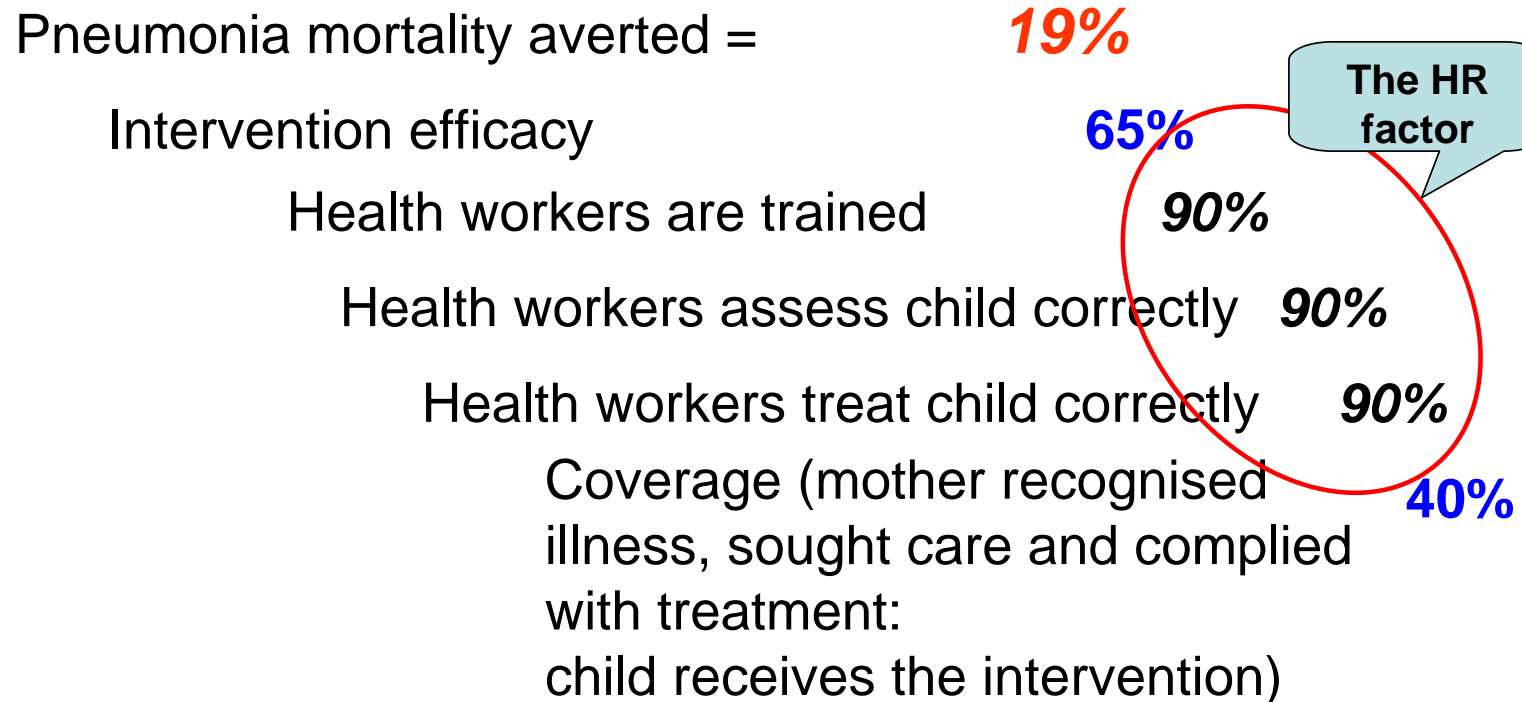 Pneumonia mortality averted = 19%
The HR
factor
Intervention efficacy 65%
Health workers are trained 90%
Health workers assess child correctly 90%
Health workers treat child correctly 90%
Coverage (mother recognised 40%
illness, sought care and complied
with treatment:
child receives the intervention)